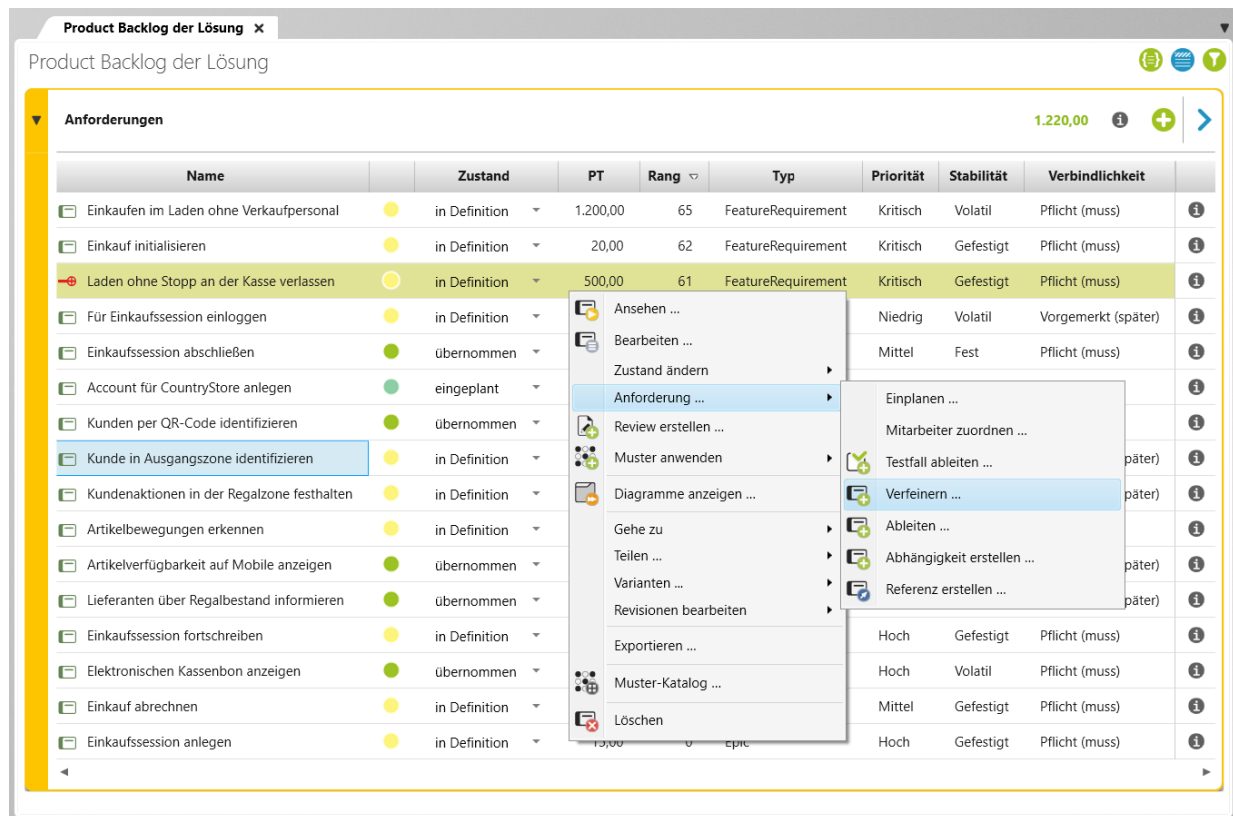 Product Backlog der Lösung
Product Backlog der Lösung
Anforderungen 1.220,00
Name Zustand PT Rang Typ Priorität Stabilität Verbindlichkeit
Einkaufen im Laden ohne Verkaufpersonal in Definition 1.200,00 65 FeatureRequirement Kritisch Volatil Pflicht (muss)
Einkauf initialisieren in Definition 20,00 62 FeatureRequirement Kritisch Gefestigt Pflicht (muss)
Laden ohne Stopp an der Kasse verlassen in Definition 500,00 61 FeatureRequirement Kritisch Gefestigt Pflicht (muss)
Für Einkaufssession einloggen in Definition Niedrig Volatil Vorgemerkt (später)
Einkaufssession abschließen übernommen Mittel Fest Pflicht (muss)
Account für CountryStore anlegen eingeplant
Kunden per QR-Code identifizieren übernommen
Kunde in Ausgangszone identifizieren in Definition päter)
Kundenaktionen in der Regalzone festhalten in Definition päter)
Artikelbewegungen erkennen in Definition
Artikelverfügbarkeit auf Mobile anzeigen übernommen päter)
Lieferanten über Regalbestand informieren übernommen päter)
Einkaufssession fortschreiben in Definition Hoch Gefestigt Pflicht (muss)
Elektronischen Kassenbon anzeigen übernommen Hoch Volatil Pflicht (muss)
Einkauf abrechnen in Definition Mittel Gefestigt Pflicht (muss)
Einkaufssession anlegen in Definition 15,00 0 Epic Hoch Gefestigt Pflicht (muss)
Ansehen ...
Bearbeiten ...
Zustand ändern
Anforderung ...
Review erstellen ...
Muster anwenden
Diagramme anzeigen ...
Gehe zu
Teilen ...
Varianten ...
Revisionen bearbeiten
Exportieren ...
Muster-Katalog ...
Löschen
Einplanen ...
Mitarbeiter zuordnen ...
Testfall ableiten ...
Verfeinern ...
Ableiten ...
Abhängigkeit erstellen ...
Referenz erstellen ...